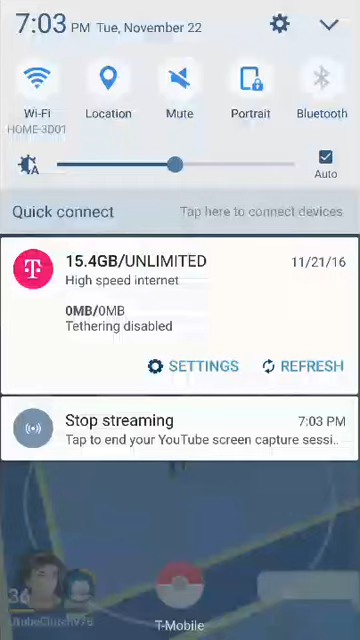 7:03 PM Tue, November 22
Wi-Fi Location Mute Portrait Bluetooth
HOME-3D01
A
Auto
Quick connect Tap here to connect devices
T 15.4GB/UNLIMITED 11/21/16
High speed internet
0MB/0MB
Tethering disabled
SETTINGS REFRESH
Stop streaming 7:03 PM
Tap to end your YouTube screen capture sessi..
36
T-Mobile